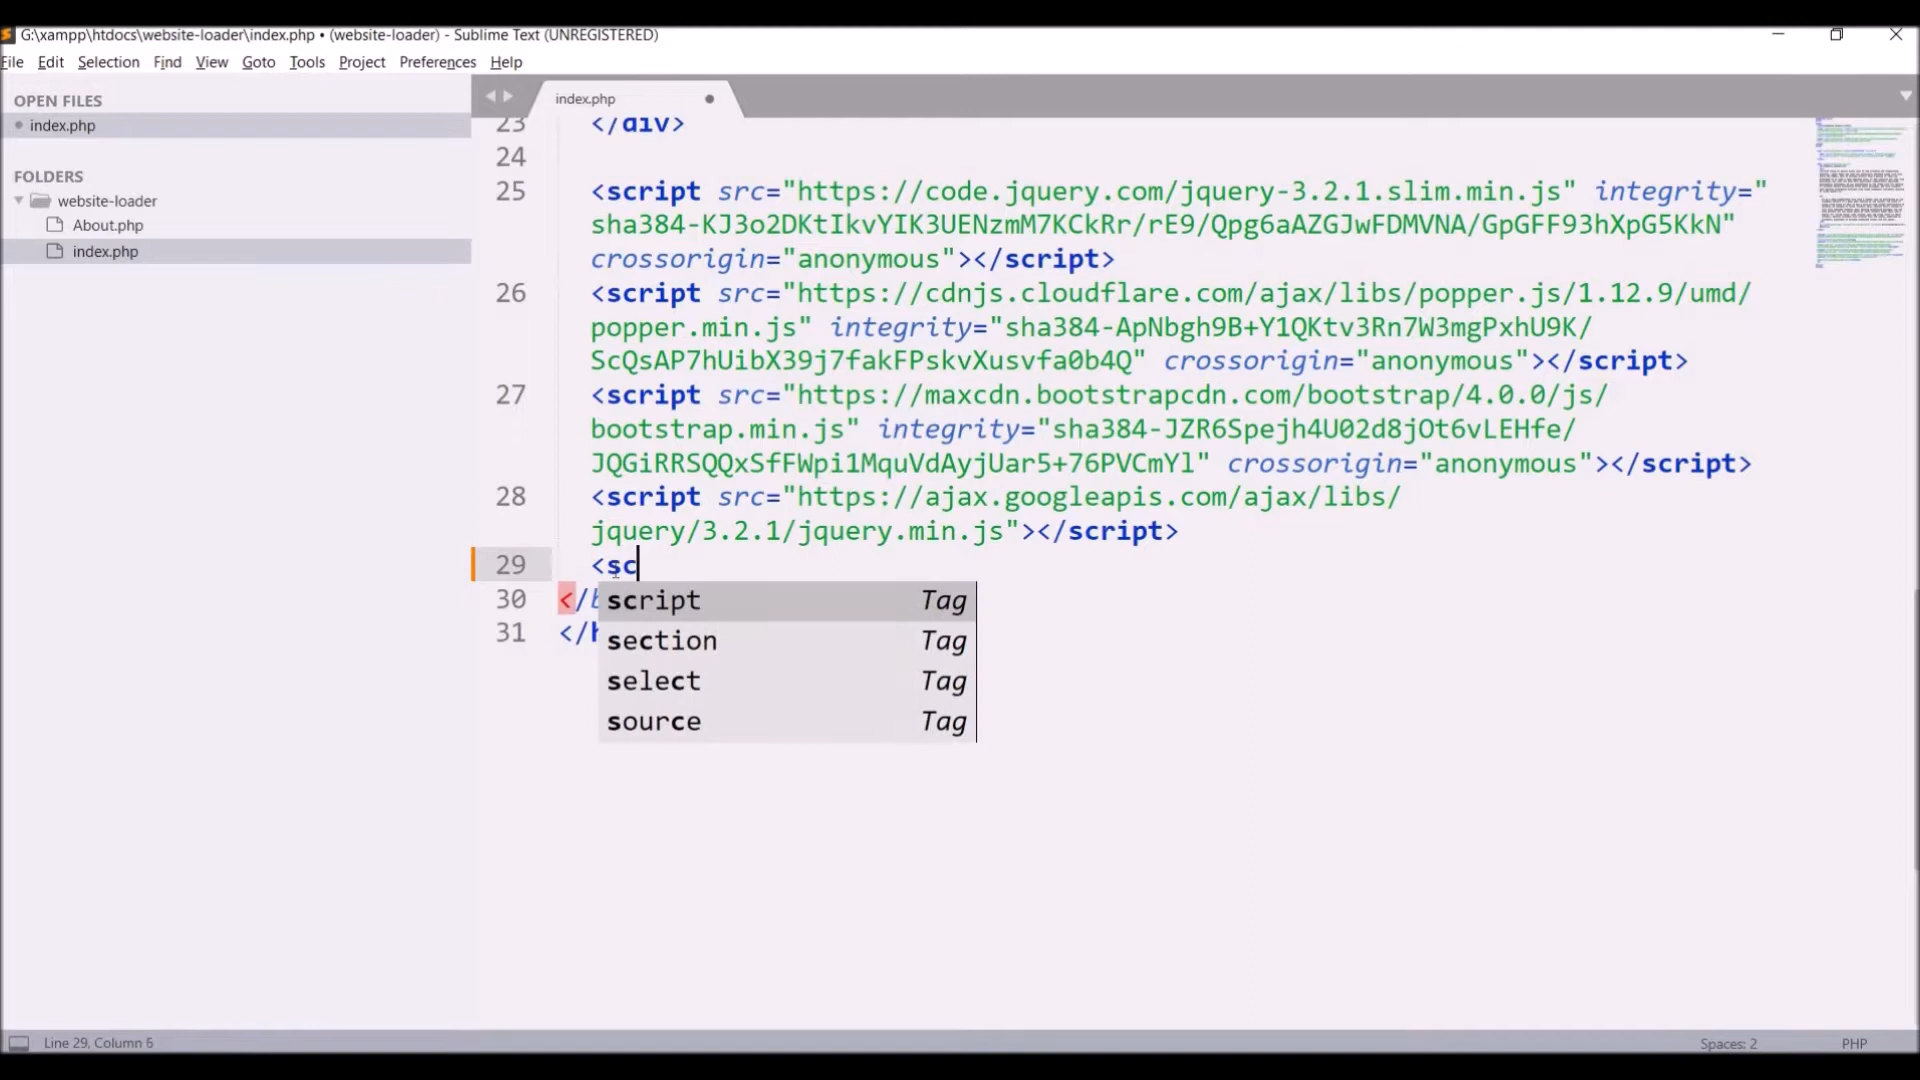 G:\xampp\htdocs\website-loader\index.php • (website-loader) - Sublime Text (UNREGISTERED)
File Edit Selection Find View Goto Tools Project Preferences Help
OPEN FILES
index.php
FOLDERS
website-loader
About.php
index.php
index.php
23 </div>
24
25 <script src="https://code.jquery.com/jquery-3.2.1.slim.min.js" integrity="
sha384-KJ3o2DKtIkvYIK3UENzmM7KCkRr/rE9/Qpg6aAZGJwFDMVNA/GpGFF93hXpG5KkN"
crossorigin="anonymous"></script>
26 <script src="https://cdnjs.cloudflare.com/ajax/libs/popper.js/1.12.9/umd/
popper.min.js" integrity="sha384-ApNbgh9B+Y1QKtv3Rn7W3mgPxhU9K/
ScQsAP7hUibX39j7fakFPskvXusvfa0b4Q" crossorigin="anonymous"></script>
27 <script src="https://maxcdn.bootstrapcdn.com/bootstrap/4.0.0/js/
bootstrap.min.js" integrity="sha384-JZR6Spejh4U02d8jOt6vLEHfe/
JQGiRRSQQxSfFWpi1MquVdAyjUar5+76PVCmYl" crossorigin="anonymous"></script>
28 <script src="https://ajax.googleapis.com/ajax/libs/
jquery/3.2.1/jquery.min.js"></script>
29 <sc
30 </b
31 </h
script Tag
section Tag
select Tag
source Tag
Line 29, Column 6
Spaces: 2
PHP